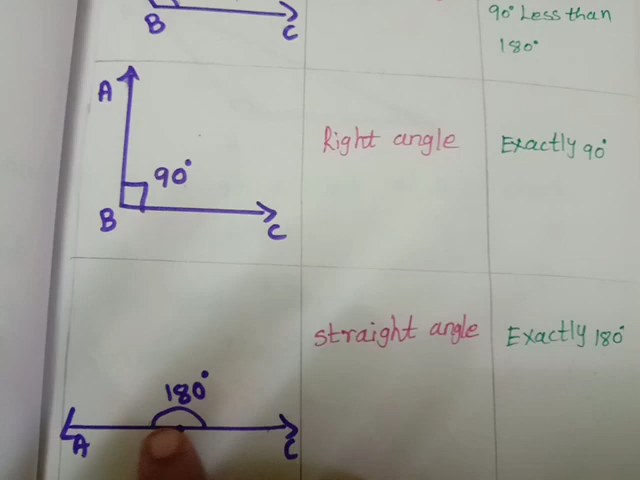 B
C
90° Less than
180°
A
90°
B
C
Right angle
Exactly 90°
180°
A
C
straight angle
Exactly 180°